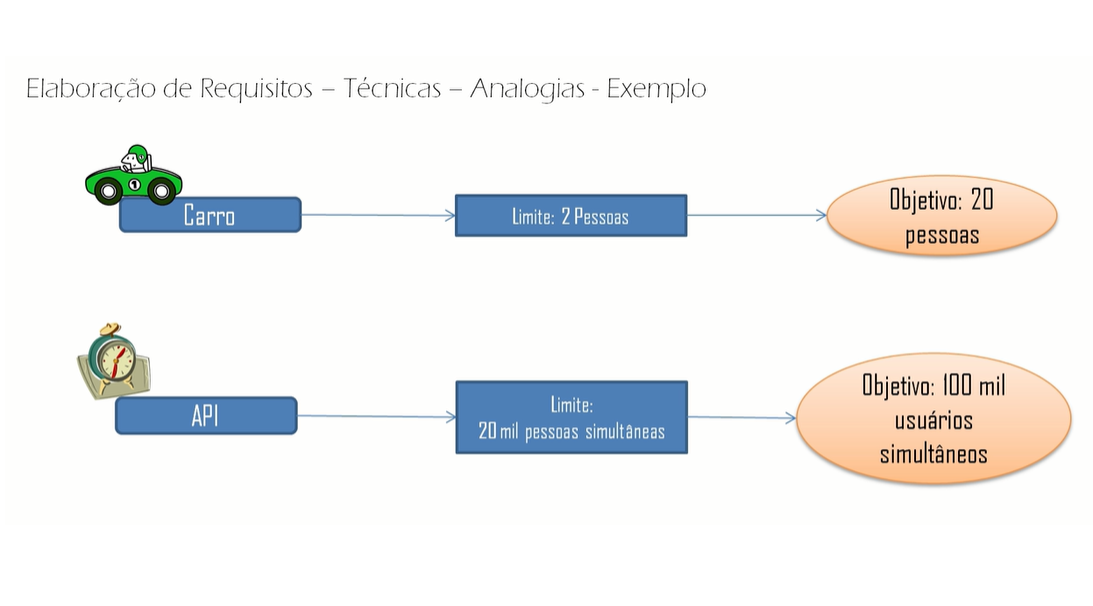 Elaboração de Requisitos – Técnicas – Analogias - Exemplo
1
Carro
Limite: 2 Pessoas
Objetivo: 20
pessoas
API
Limite:
20 mil pessoas simultâneas
Objetivo: 100 mil
usuários
simultâneos